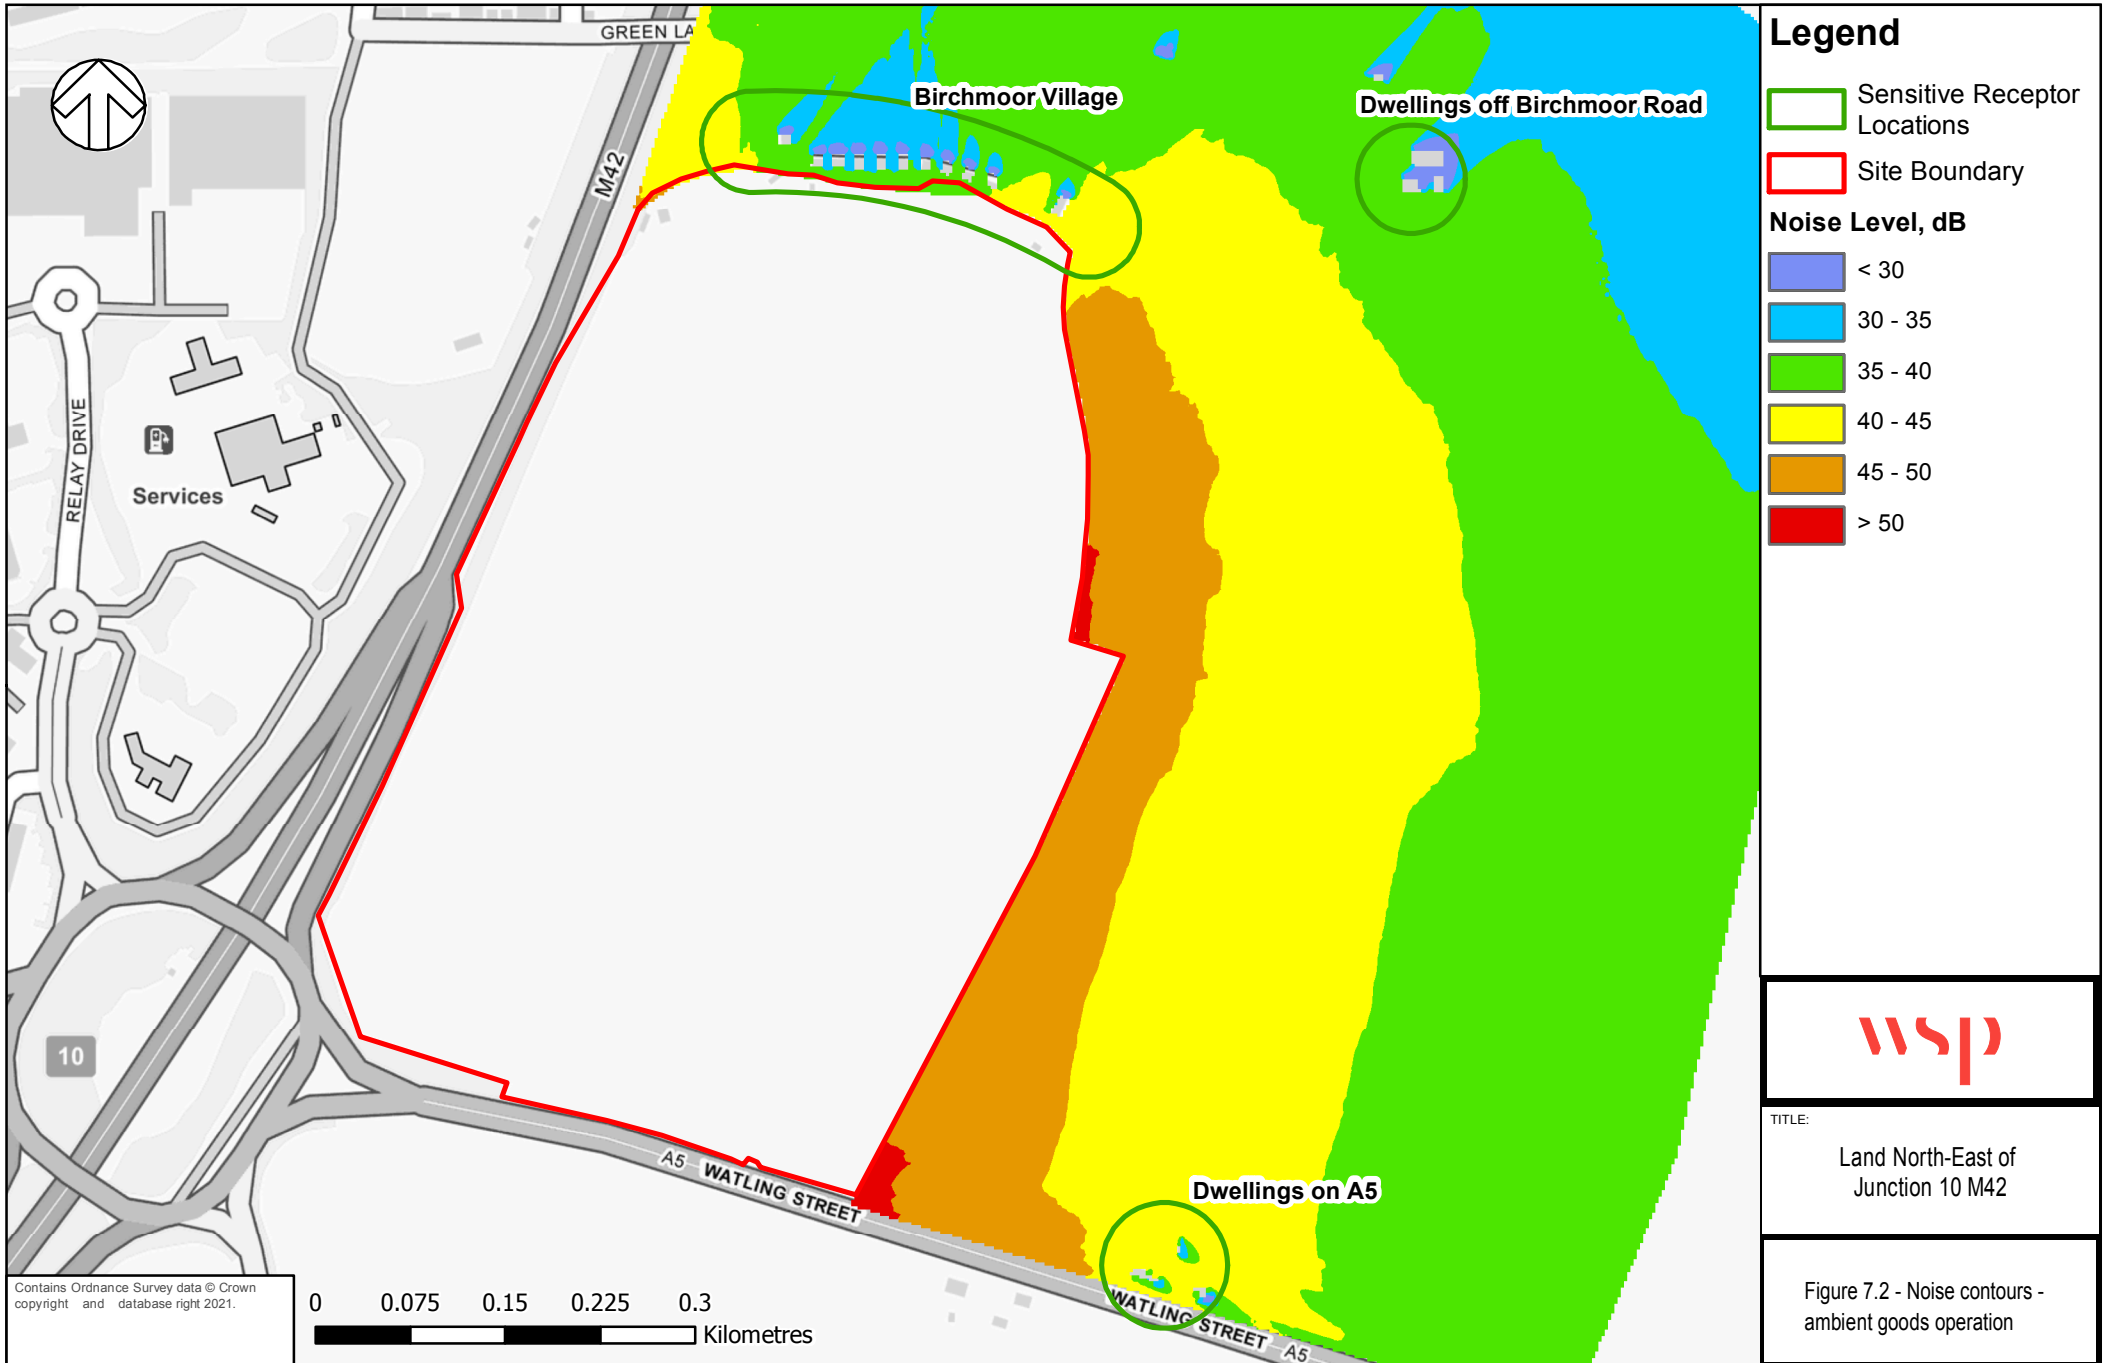 GREEN LA
Birchmoor Village
Dwellings off Birchmoor Road
M42
RELAY DRIVE
Services
10
A5 WATLING STREET
Dwellings on A5
WATLING STREET A5
Contains Ordnance Survey data © Crown
copyright and database right 2021.
0 0.075 0.15 0.225 0.3
Kilometres
Legend
Sensitive Receptor
Locations
Site Boundary
Noise Level, dB
< 30
30 - 35
35 - 40
40 - 45
45 - 50
> 50
wsp
TITLE:
Land North-East of
Junction 10 M42
Figure 7.2 - Noise contours -
ambient goods operation